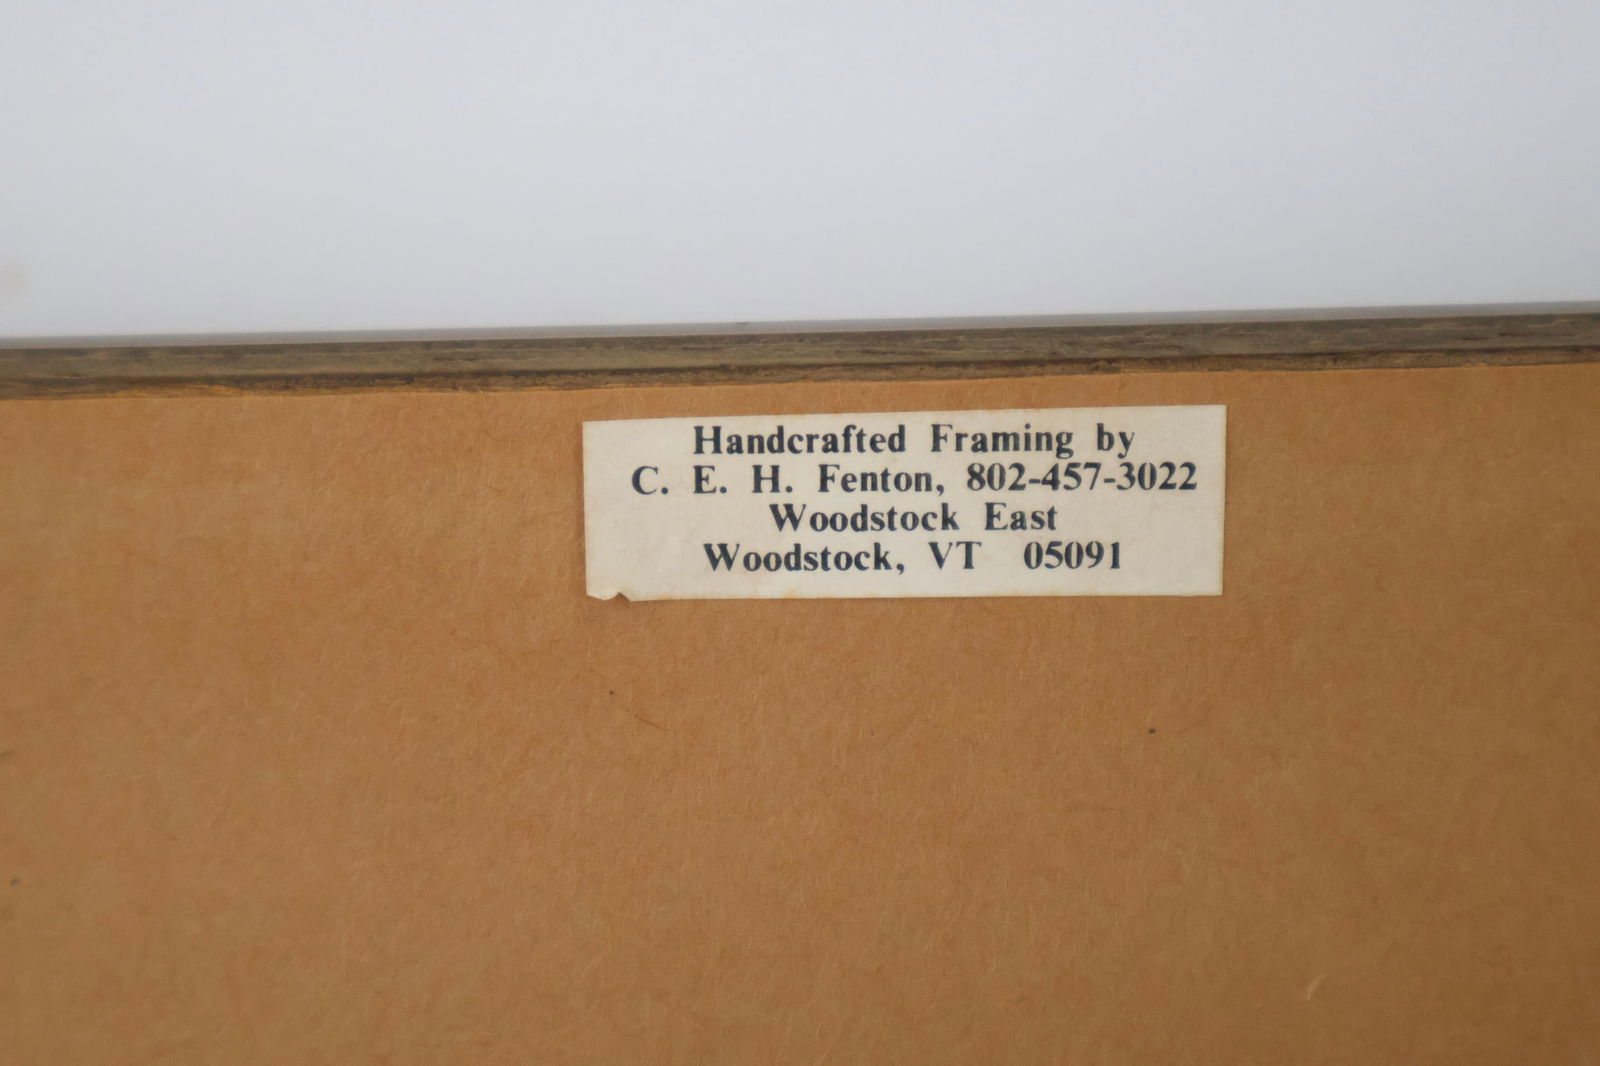 Handcrafted Framing by
C. E. H. Fenton, 802-457-3022
Woodstock East
Woodstock, VT 05091